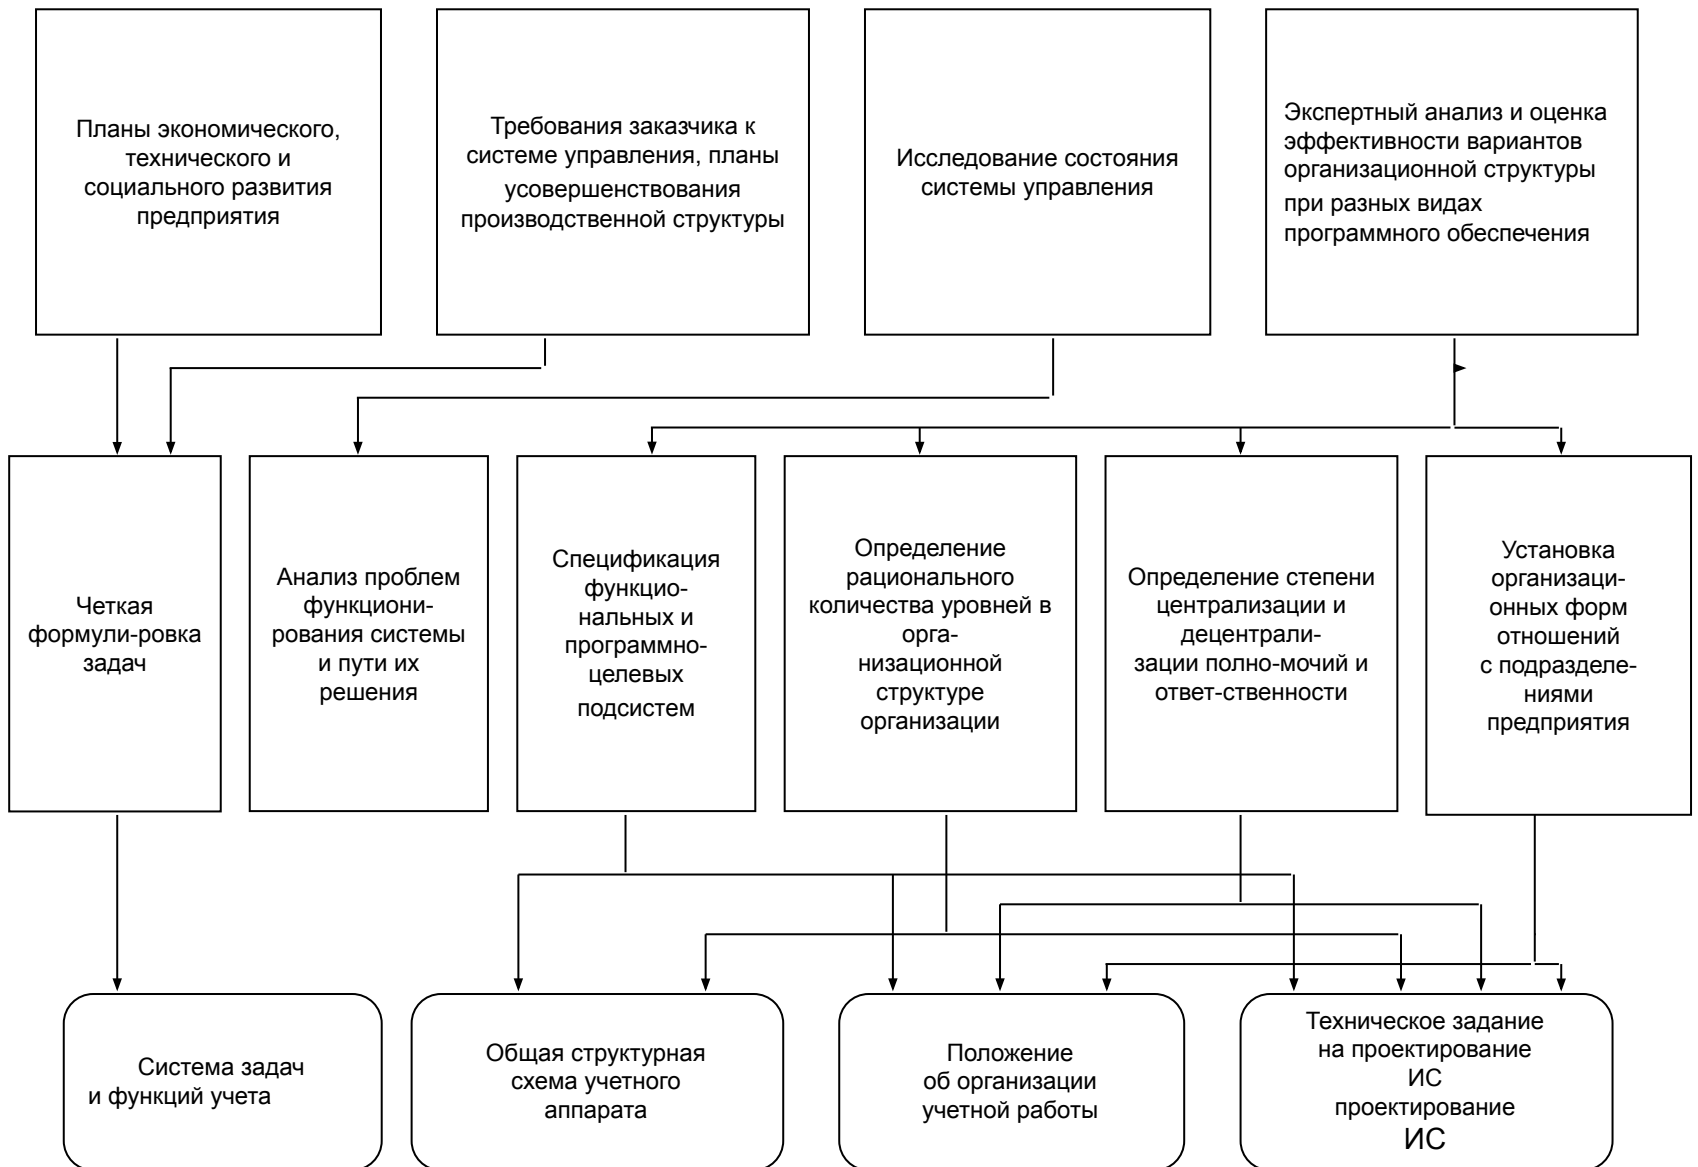 Планы экономического,
технического и
социального развития
предприятия
Требования заказчика к
системе управления, планы
усовершенствования
производственной структуры
Исследование состояния
системы управления
Экспертный анализ и оценка
эффективности вариантов
организационной структуры
при разных видах
программного обеспечения
Четкая
формули-ровка
задач
Анализ проблем
функциони-
рования системы
и пути их
решения
Спецификация
функцио-
нальных и
программно-
целевых
подсистем
Определение
рационального
количества уровней в
орга-
низационной
структуре
организации
Определение степени
централизации и
децентрали-
зации полно-мочий и
ответ-ственности
Установка
организаци-
онных форм
отношений
с подразделе-
ниями
предприятия
Система задач
и функций учета
Общая структурная
схема учетного
аппарата
Положение
об организации
учетной работы
Техническое задание
на проектирование
ИС
проектирование
ИС